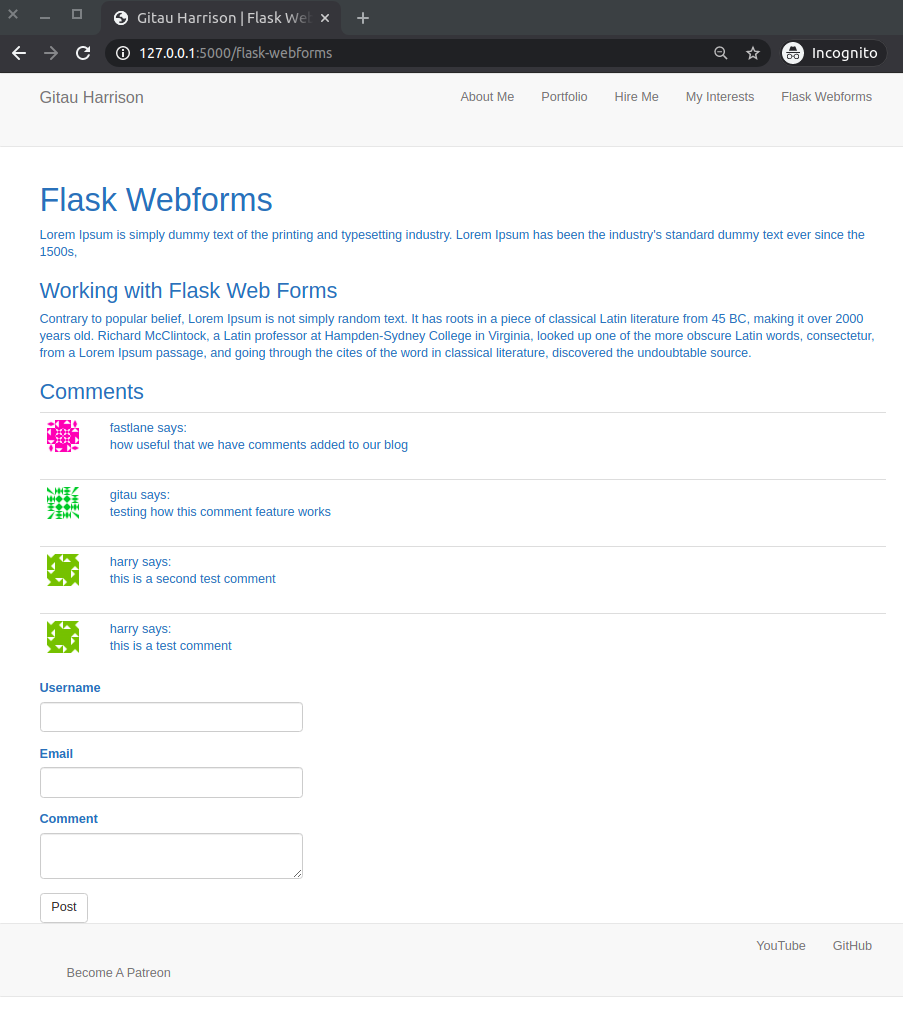 Gitau Harrison | Flask We
127.0.0.1:5000/flask-webforms
Incognito
Gitau Harrison
About Me
Portfolio
Hire Me
My Interests
Flask Webforms
Flask Webforms
Lorem Ipsum is simply dummy text of the printing and typesetting industry. Lorem Ipsum has been the industry's standard dummy text ever since the
1500s,
Working with Flask Web Forms
Contrary to popular belief, Lorem Ipsum is not simply random text. It has roots in a piece of classical Latin literature from 45 BC, making it over 2000
years old. Richard McClintock, a Latin professor at Hampden-Sydney College in Virginia, looked up one of the more obscure Latin words, consectetur,
from a Lorem Ipsum passage, and going through the cites of the word in classical literature, discovered the undoubtable source.
Comments
fastlane says:
how useful that we have comments added to our blog
gitau says:
testing how this comment feature works
harry says:
this is a second test comment
harry says:
this is a test comment
Username
Email
Comment
Post
YouTube
GitHub
Become A Patreon